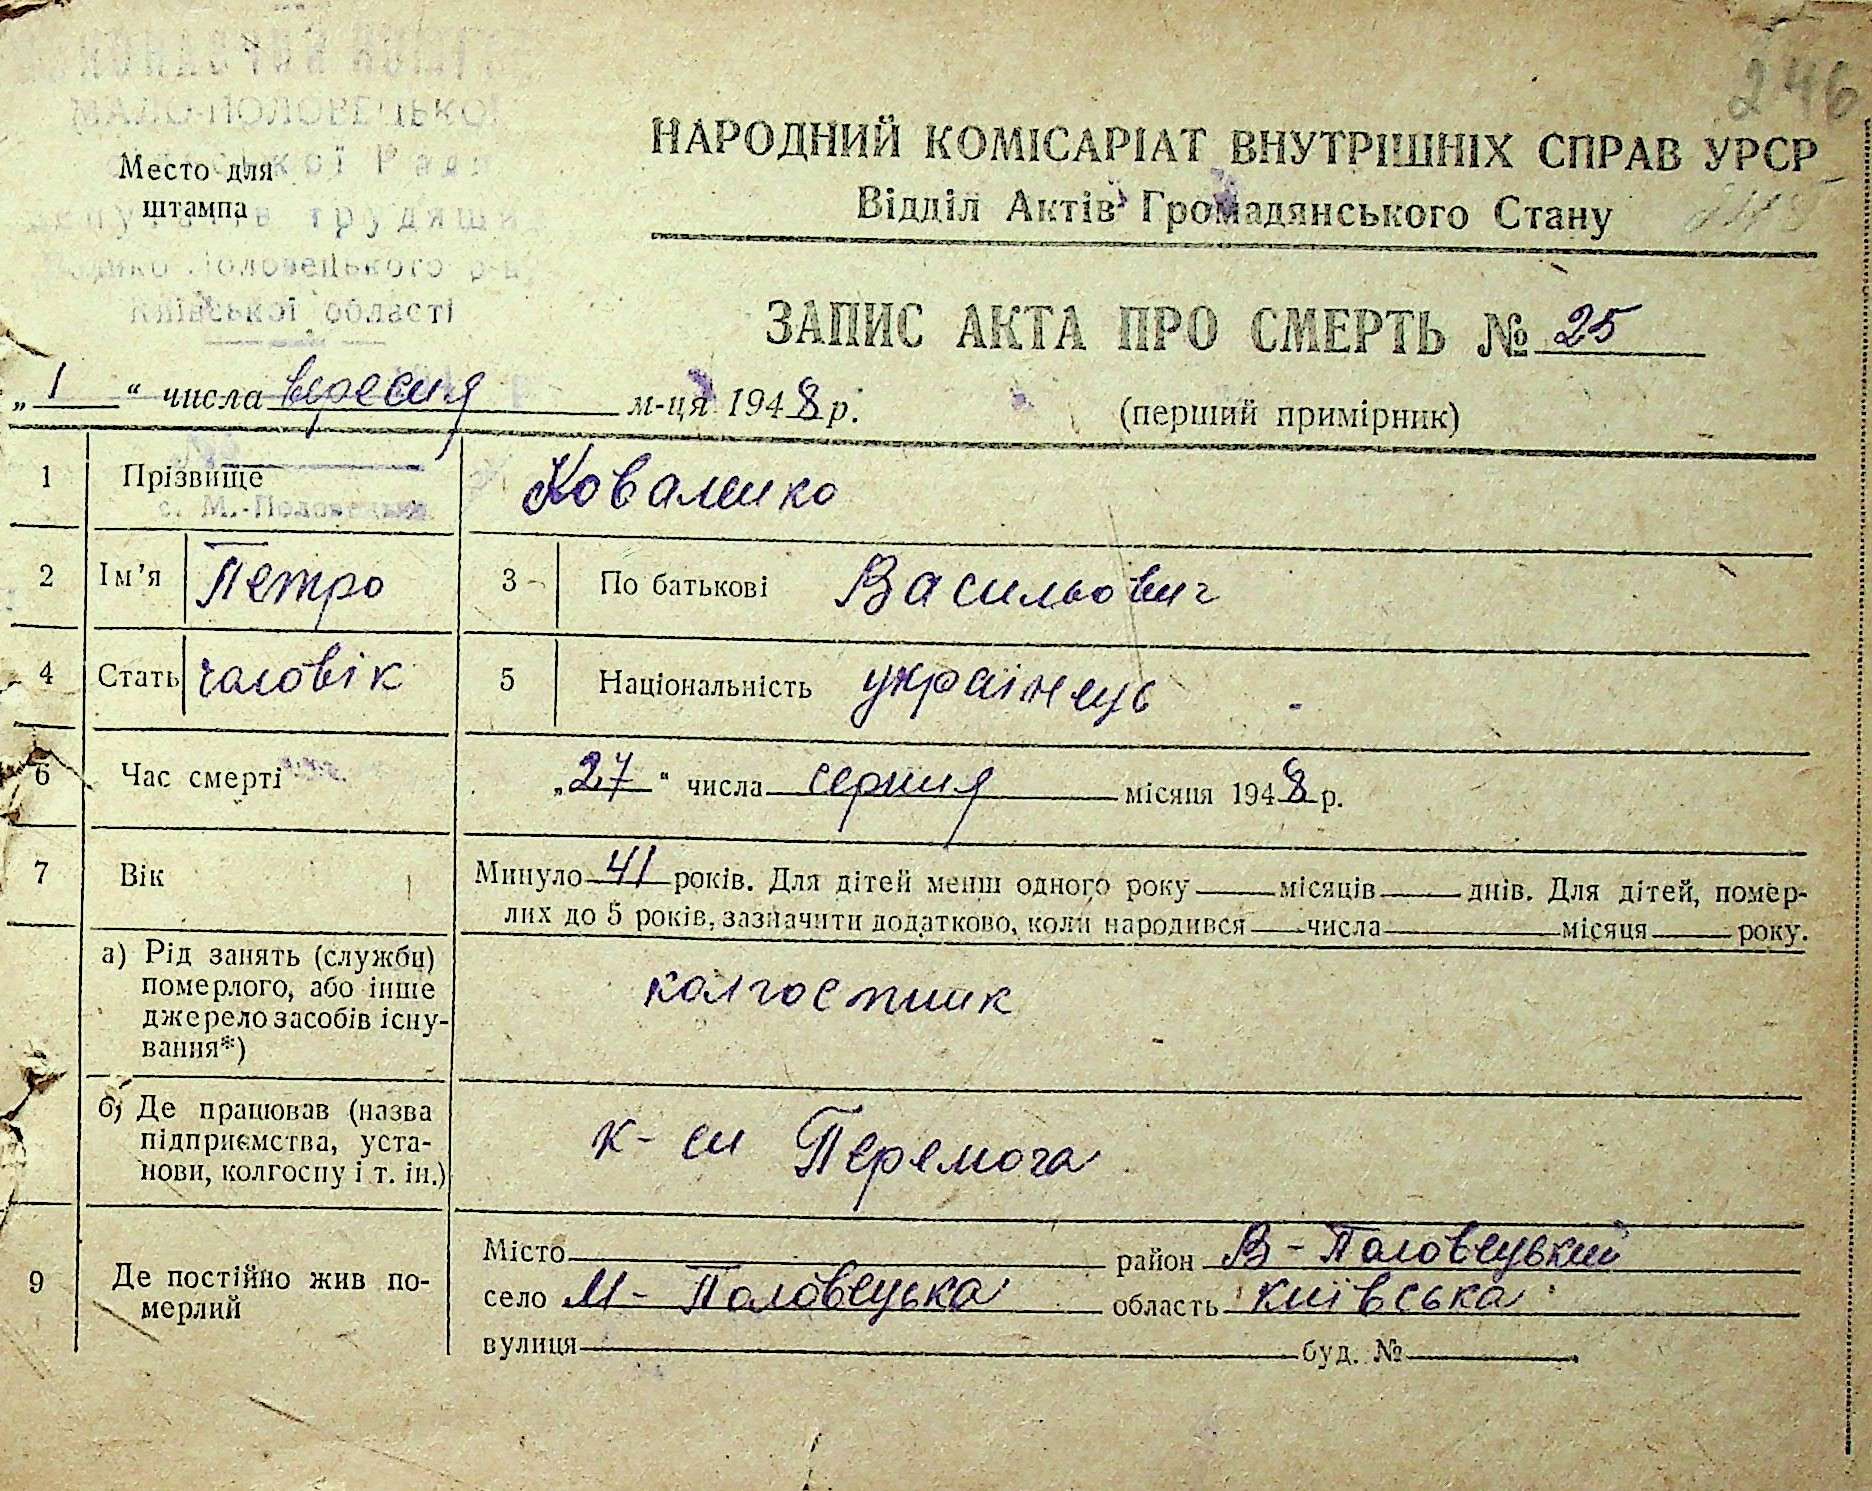 246
МАЛО-ПОЛОВЕЦЬКОЇ
Место для
штампа
Київської області
НАРОДНИЙ КОМІСАРІАТ ВНУТРІШНІХ СПРАВ УРСР
Відділ Актів Громадянського Стану
ЗАПИС АКТА ПРО СМЕРТЬ № 25
„1“ числа вересня м-ця 1948 р.
(перший примірник)
1 Прізвище Коваленко
с. М.-Половецька
2 Ім’я Петро 3 По батькові Васильович
4 Стать чоловік 5 Національність українець
6 Час смерті „27“ числа серпня місяця 1948 р.
7 Вік Минуло 41 років. Для дітей менш одного року місяців днів. Для дітей, помер-
лих до 5 років, зазначити додатково, коли народився числа місяця року.
а) Рід занять (служби)
померлого, або інше
джерело засобів існу-
вання*)
колгоспник
б) Де працював (назва
підприємства, уста-
нови, колгоспу і т. ін.)
к-сп Перемога
9 Де постійно жив по-
мерлий
Місто район В-Половецький
село М-Половецька область Київська
вулиця буд. №